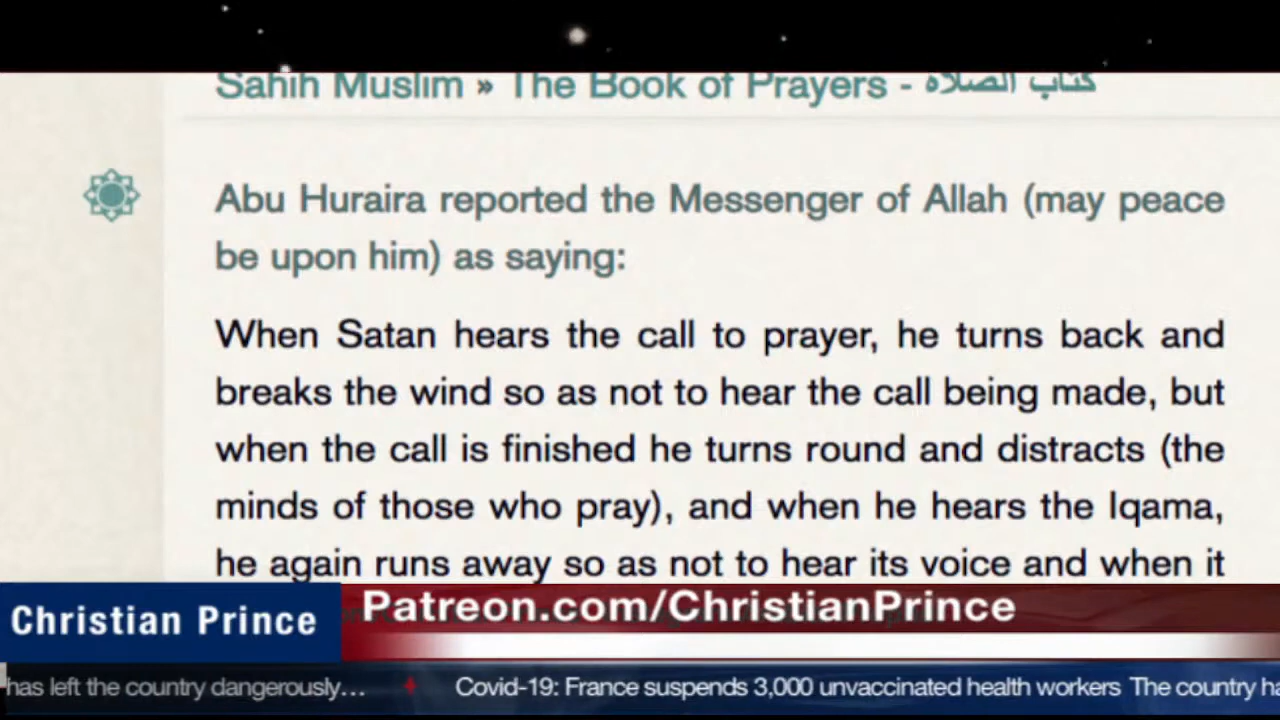 Sahih Muslim » The Book of Prayers - كتاب الصلاة
Abu Huraira reported the Messenger of Allah (may peace
be upon him) as saying:
When Satan hears the call to prayer, he turns back and
breaks the wind so as not to hear the call being made, but
when the call is finished he turns round and distracts (the
minds of those who pray), and when he hears the Iqama,
he again runs away so as not to hear its voice and when it
Christian Prince
Patreon.com/ChristianPrince
has left the country dangerously... Covid-19: France suspends 3,000 unvaccinated health workers The country ha